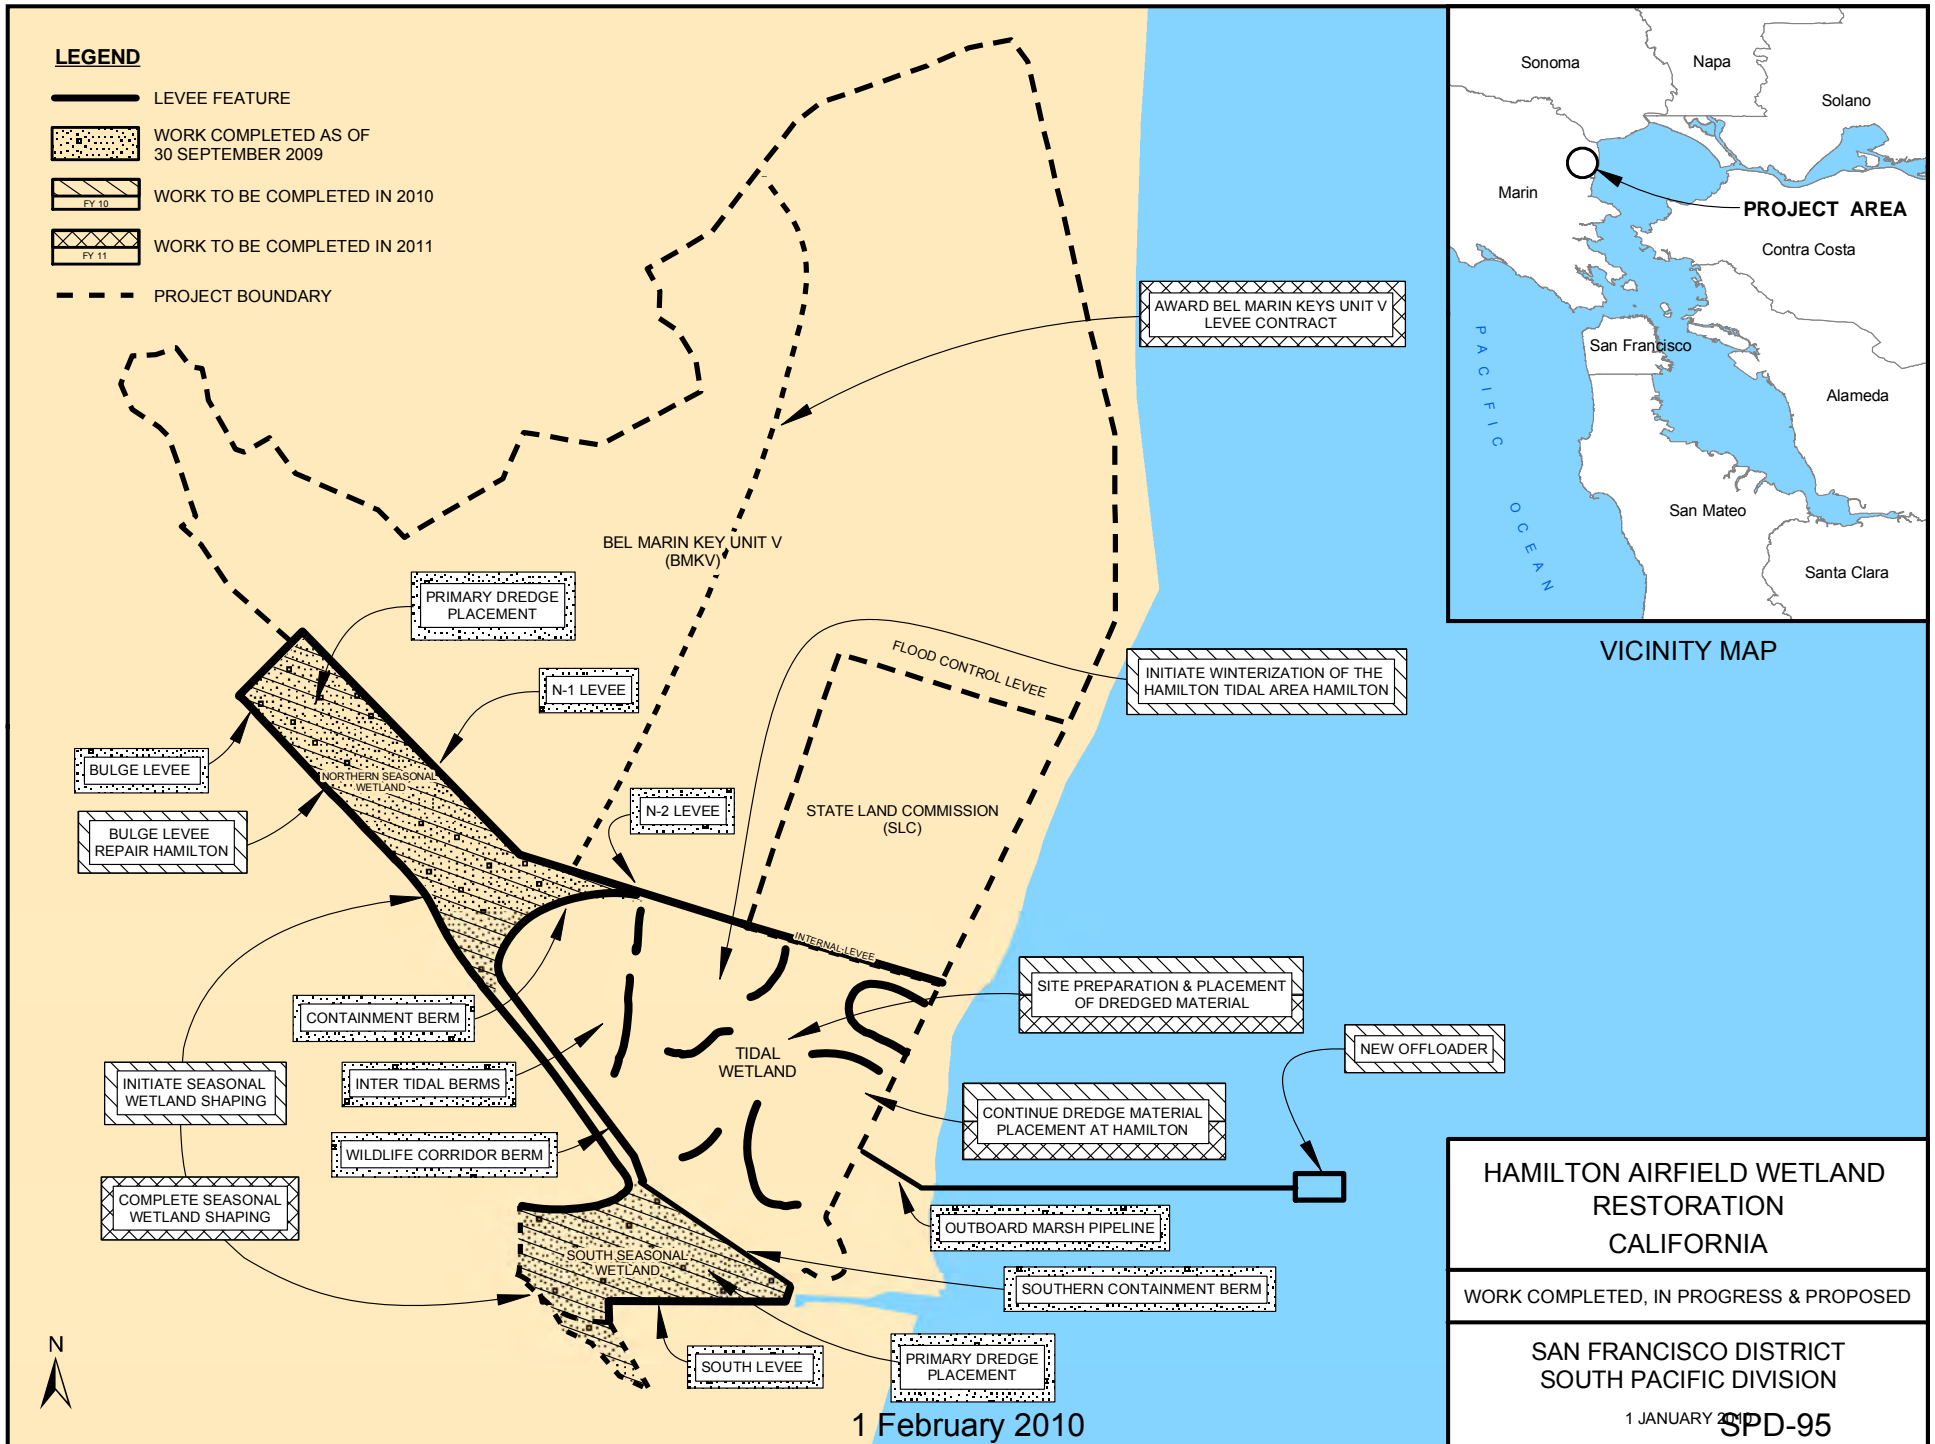 LEGEND
LEVEE FEATURE
WORK COMPLETED AS OF
30 SEPTEMBER 2009
FY 10
WORK TO BE COMPLETED IN 2010
FY 11
WORK TO BE COMPLETED IN 2011
PROJECT BOUNDARY
Sonoma
Napa
Solano
Marin
PROJECT AREA
Contra Costa
San Francisco
Alameda
San Mateo
Santa Clara
PACIFIC OCEAN
VICINITY MAP
AWARD BEL MARIN KEYS UNIT V
LEVEE CONTRACT
BEL MARIN KEY UNIT V
(BMKV)
PRIMARY DREDGE
PLACEMENT
N-1 LEVEE
FLOOD CONTROL LEVEE
INITIATE WINTERIZATION OF THE
HAMILTON TIDAL AREA HAMILTON
BULGE LEVEE
NORTHERN SEASONAL
WETLAND
N-2 LEVEE
STATE LAND COMMISSION
(SLC)
BULGE LEVEE
REPAIR HAMILTON
INTERNAL-LEVEE
CONTAINMENT BERM
SITE PREPARATION & PLACEMENT
OF DREDGED MATERIAL
NEW OFFLOADER
TIDAL
WETLAND
INITIATE SEASONAL
WETLAND SHAPING
INTER TIDAL BERMS
CONTINUE DREDGE MATERIAL
PLACEMENT AT HAMILTON
WILDLIFE CORRIDOR BERM
COMPLETE SEASONAL
WETLAND SHAPING
OUTBOARD MARSH PIPELINE
SOUTH SEASONAL
WETLAND
SOUTHERN CONTAINMENT BERM
SOUTH LEVEE
PRIMARY DREDGE
PLACEMENT
N
1 February 2010
HAMILTON AIRFIELD WETLAND
RESTORATION
CALIFORNIA
WORK COMPLETED, IN PROGRESS & PROPOSED
SAN FRANCISCO DISTRICT
SOUTH PACIFIC DIVISION
1 JANUARY 2010
SPD-95